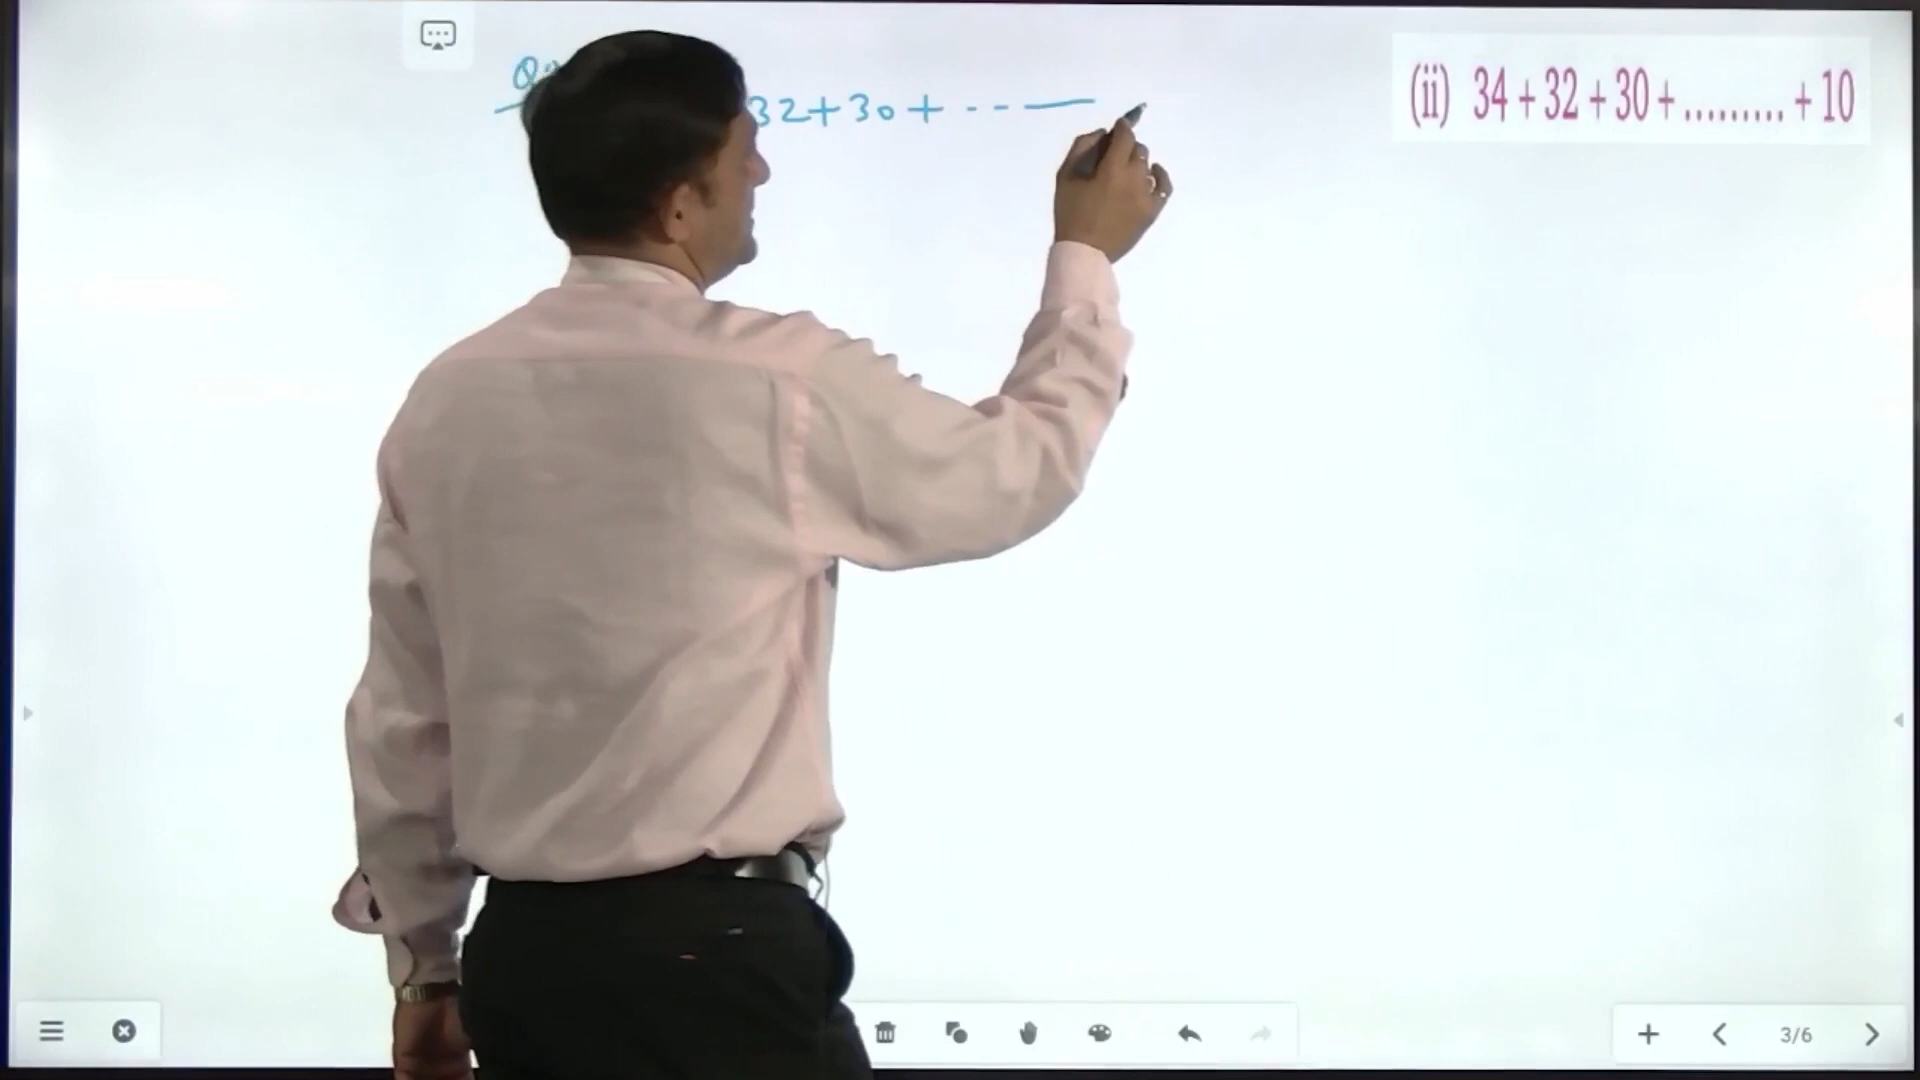 32+30+ -- —
(ii) 34 + 32 + 30 + ......... + 10
3/6